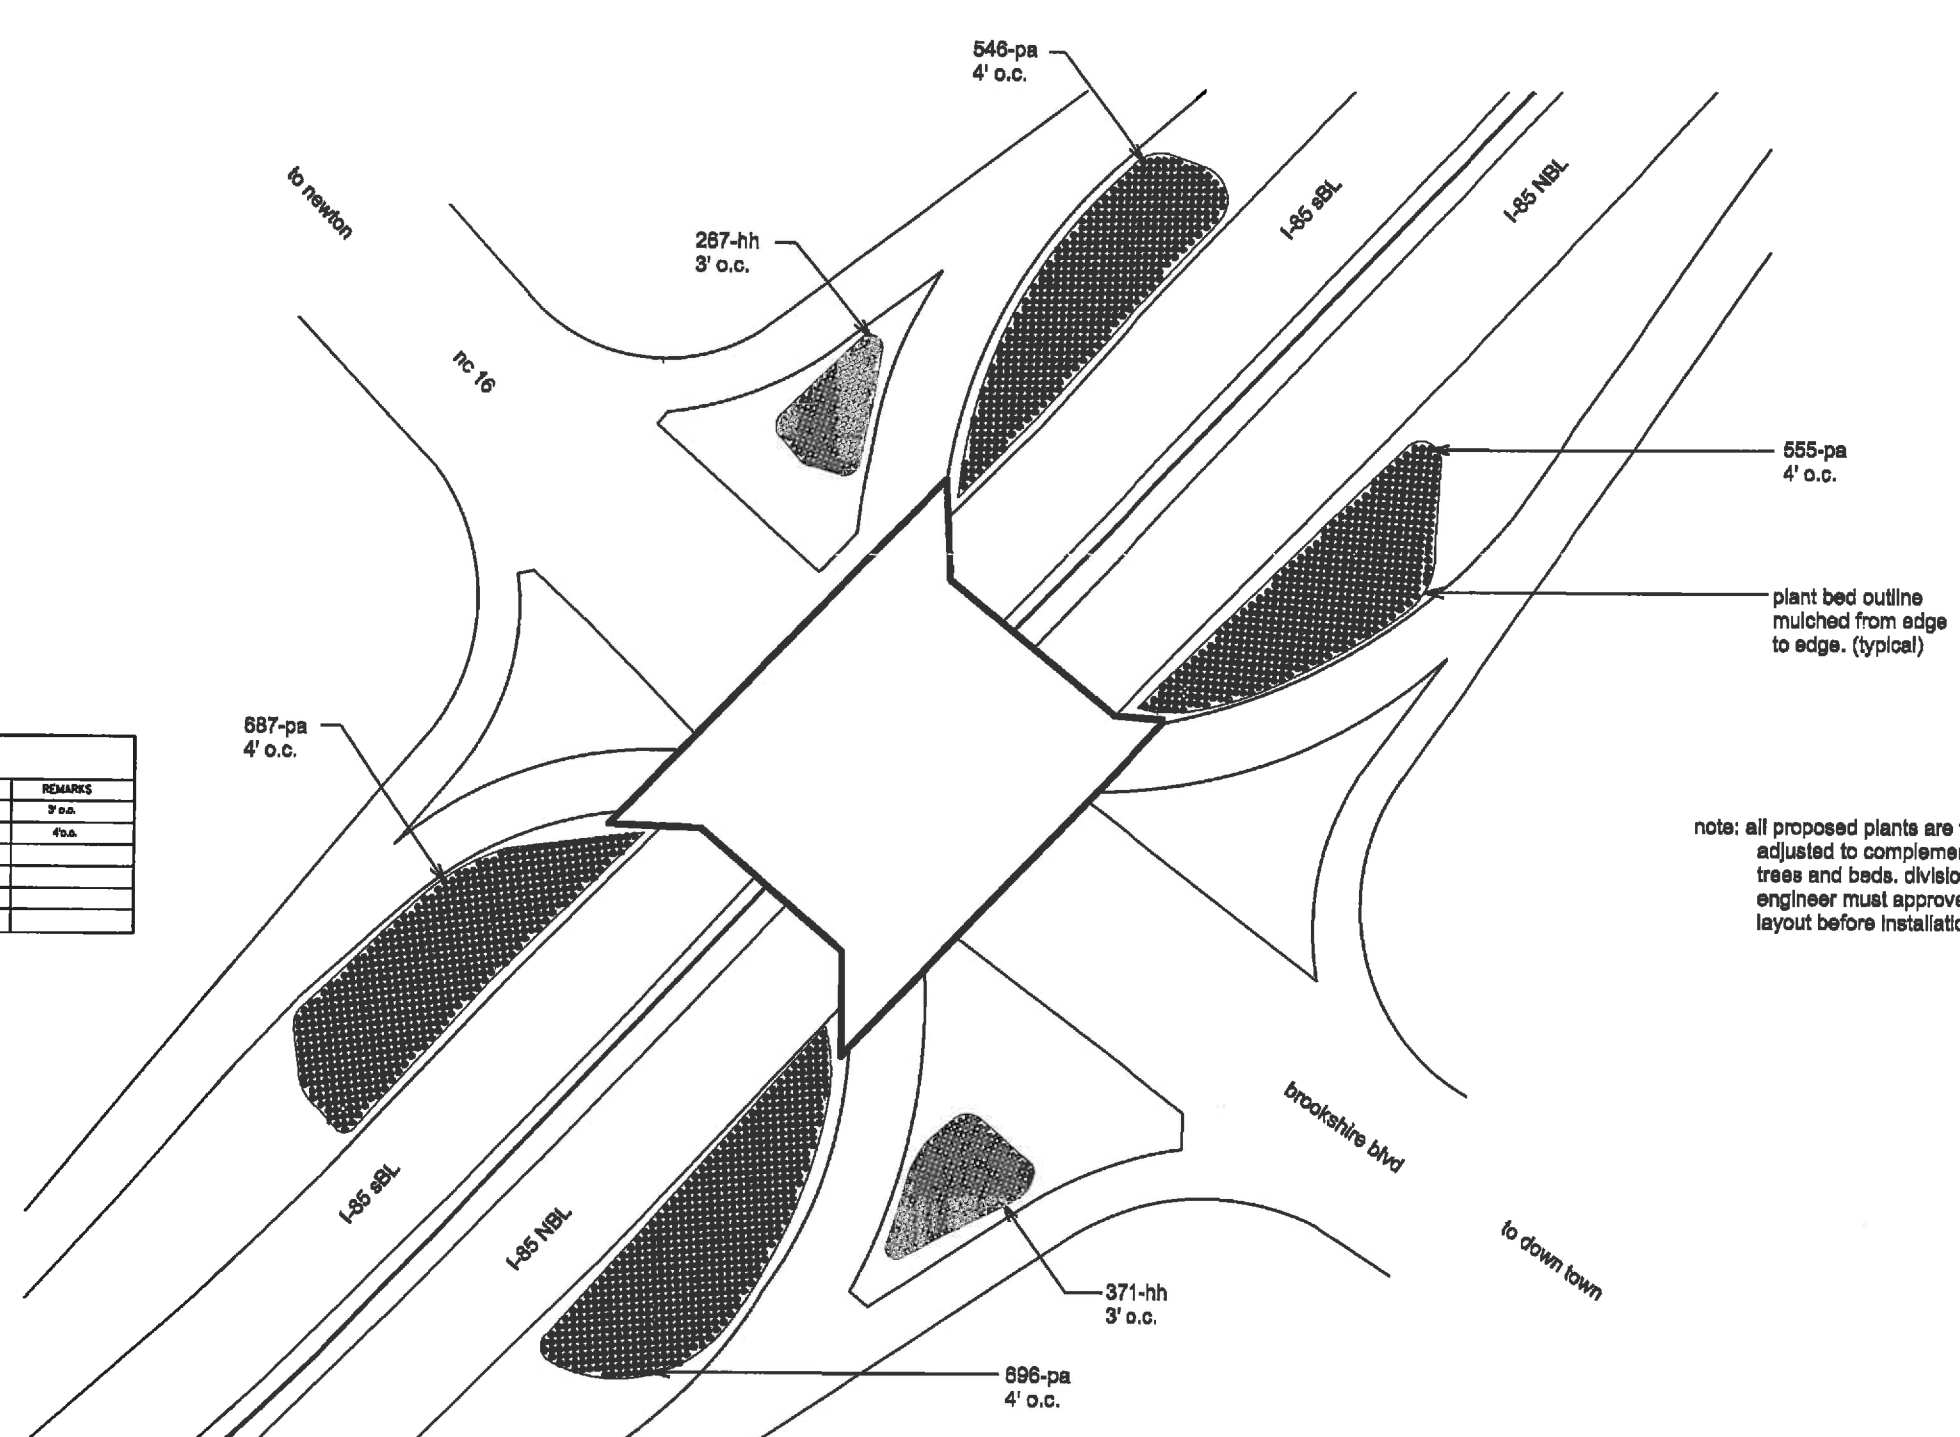 546-pa
4' o.c.
to newton
I-85 sBL
I-85 NBL
267-hh
3' o.c.
nc 16
555-pa
4' o.c.
plant bed outline
mulched from edge
to edge. (typical)
687-pa
4' o.c.
REMARKS
3' o.c.
4' o.c.
note: all proposed plants are
adjusted to
trees and beds.
engineer must approve
layout before
brookshire blvd
I-85 sBL
I-85 NBL
to down town
371-hh
3' o.c.
696-pa
4' o.c.